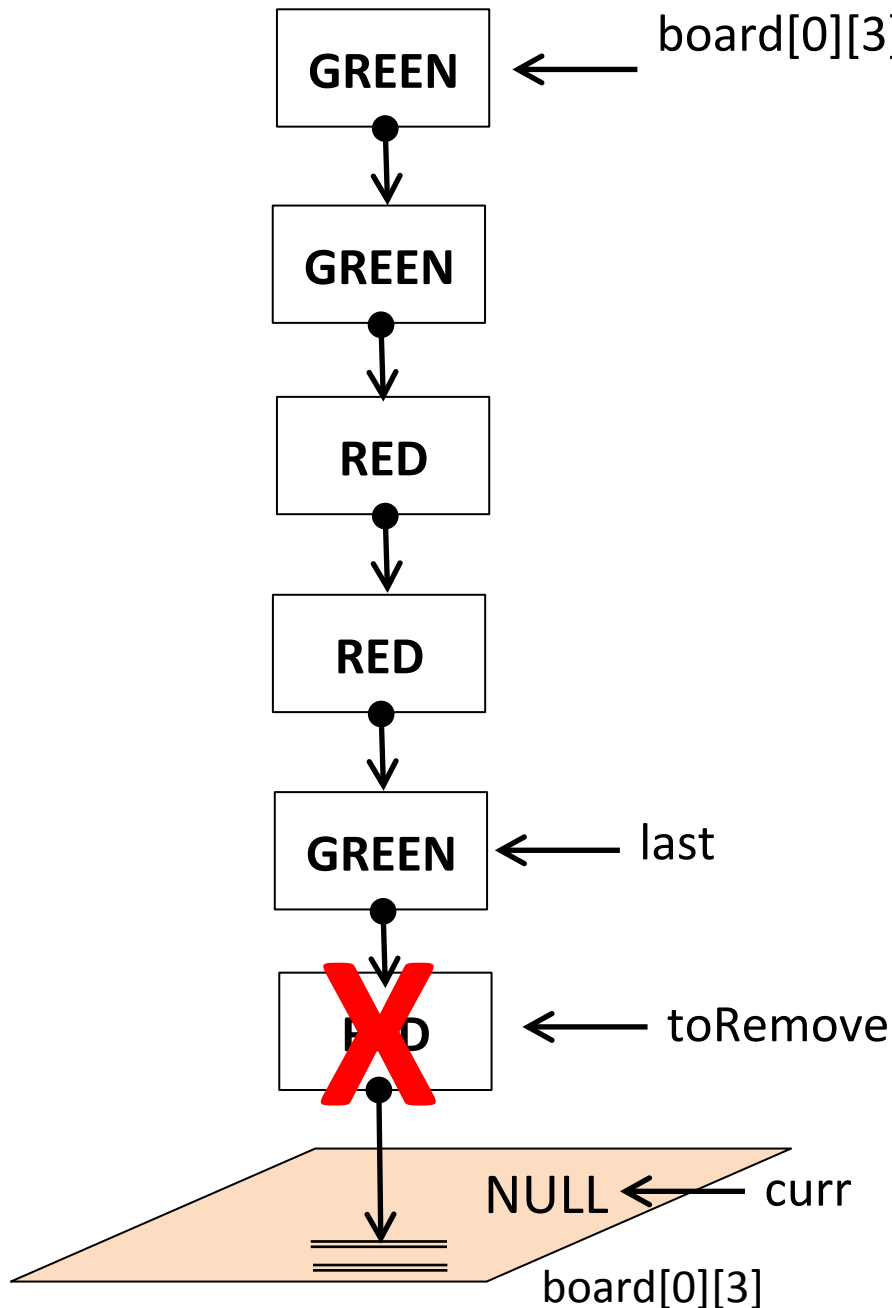 board[0][3]
GREEN
GREEN
RED
RED
GREEN
last
toRemove
NULL
curr
board[0][3]